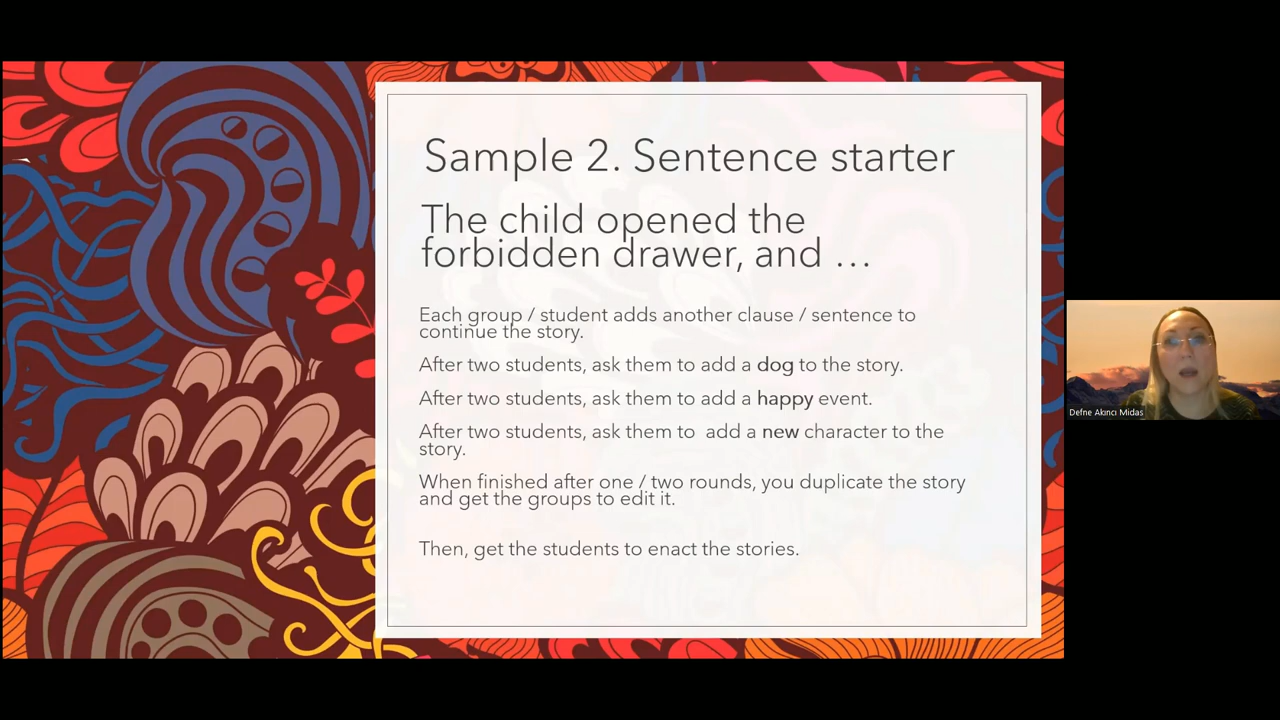 Sample 2. Sentence starter
The child opened the
forbidden drawer, and …
Each group / student adds another clause / sentence to
continue the story.
After two students, ask them to add a dog to the story.
After two students, ask them to add a happy event.
After two students, ask them to  add a new character to the
story.
When finished after one / two rounds, you duplicate the story
and get the groups to edit it.
Then, get the students to enact the stories.
Defne Akıncı Midas